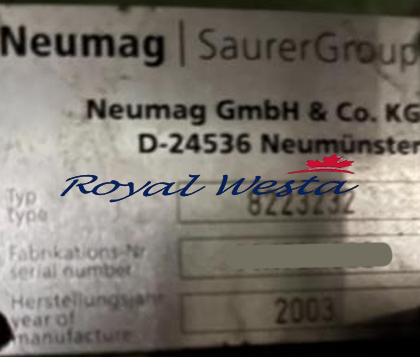 Neumag | SaurerGroup
Neumag GmbH & Co. KG
D-24536 Neumünster
Royal Westa
Typ
type
8223232
Fabrikations-Nr
serial number
Herstellungsjahr
year of
manufacture
2003